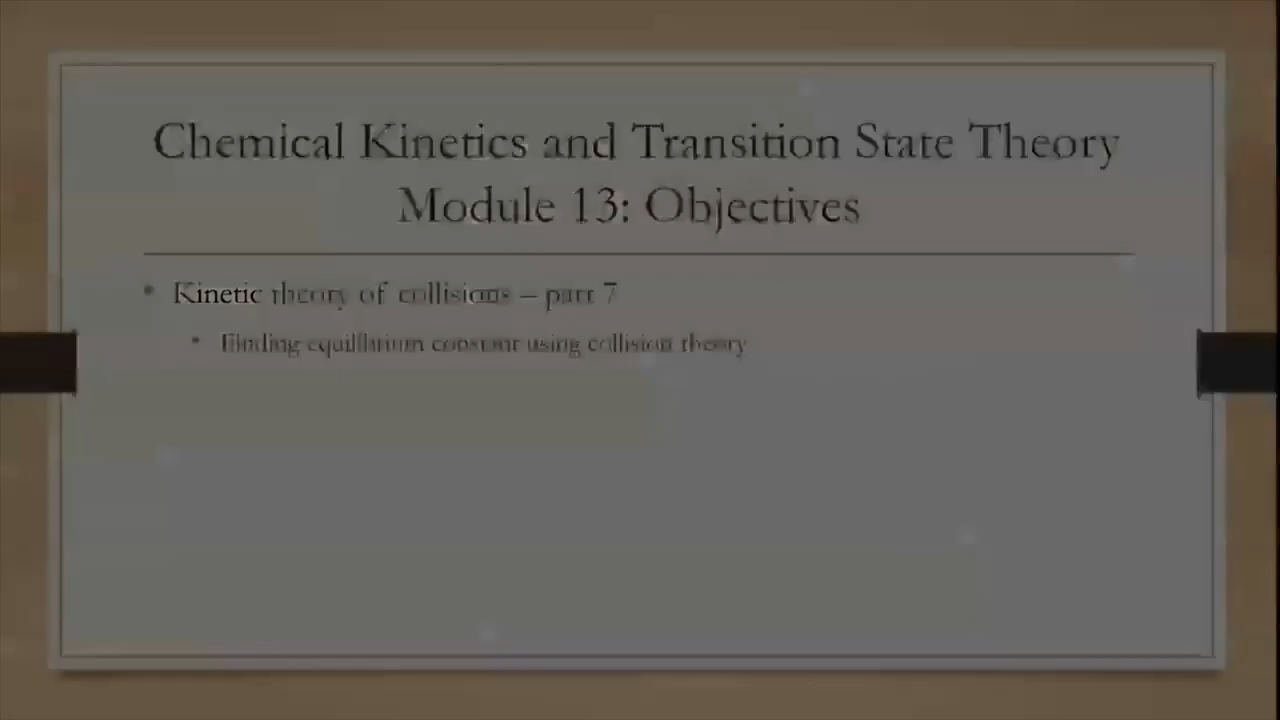 Chemical Kinetics and Transition State Theory
Module 13: Objectives
• Kinetic theory of collisions – part 7
• Finding equilibrium constant using collision theory